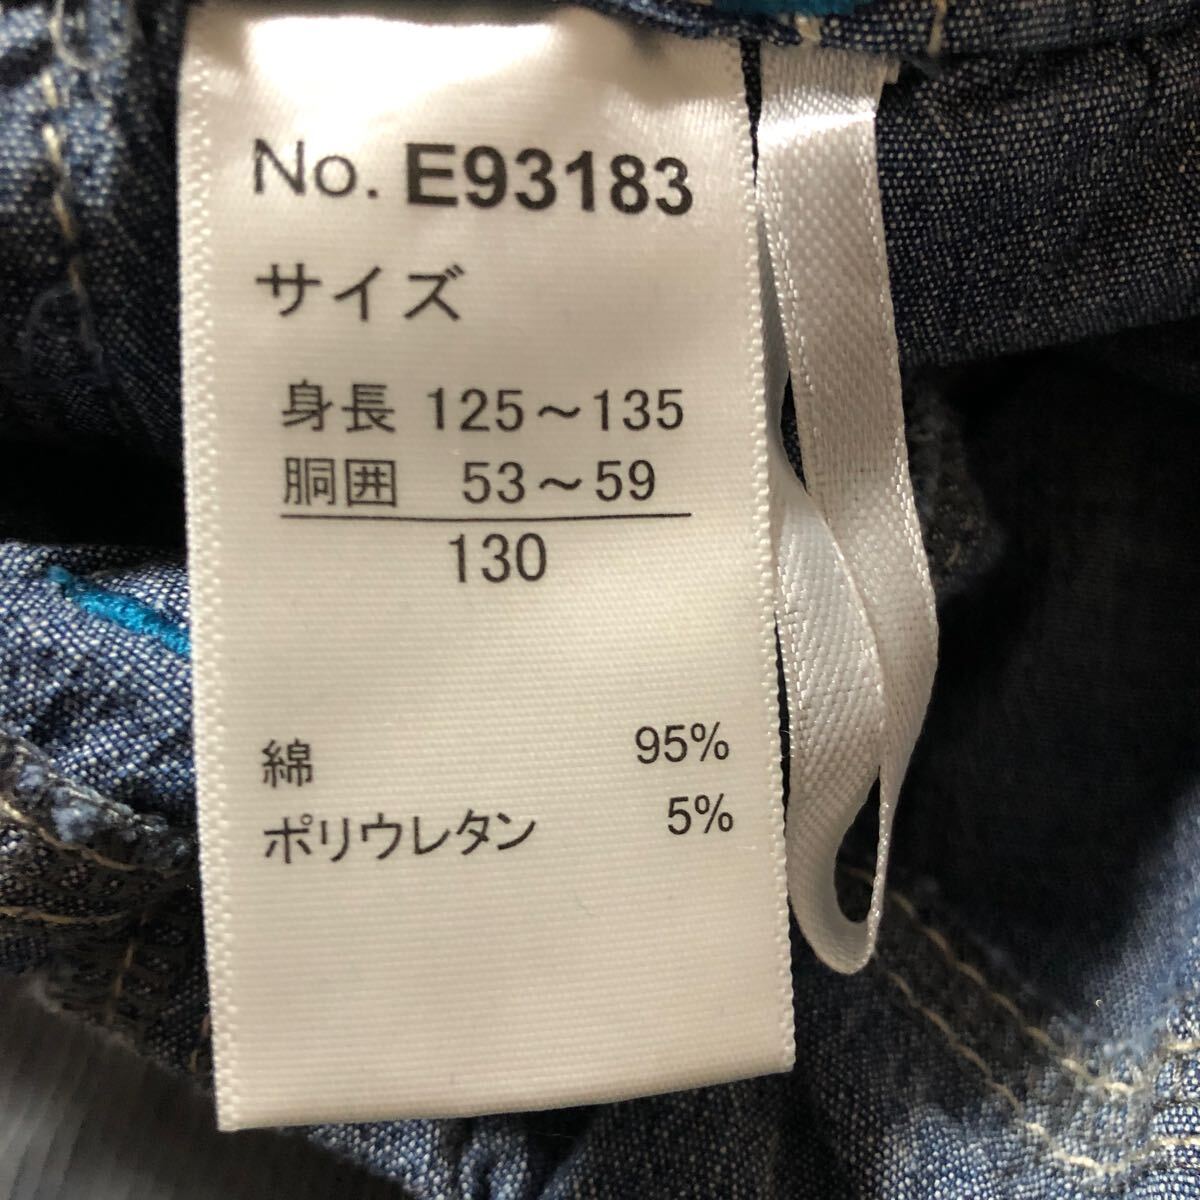 No. E93183
サイズ
身長 125～135
胴囲 53～59
130
綿 95%
ポリウレタン 5%